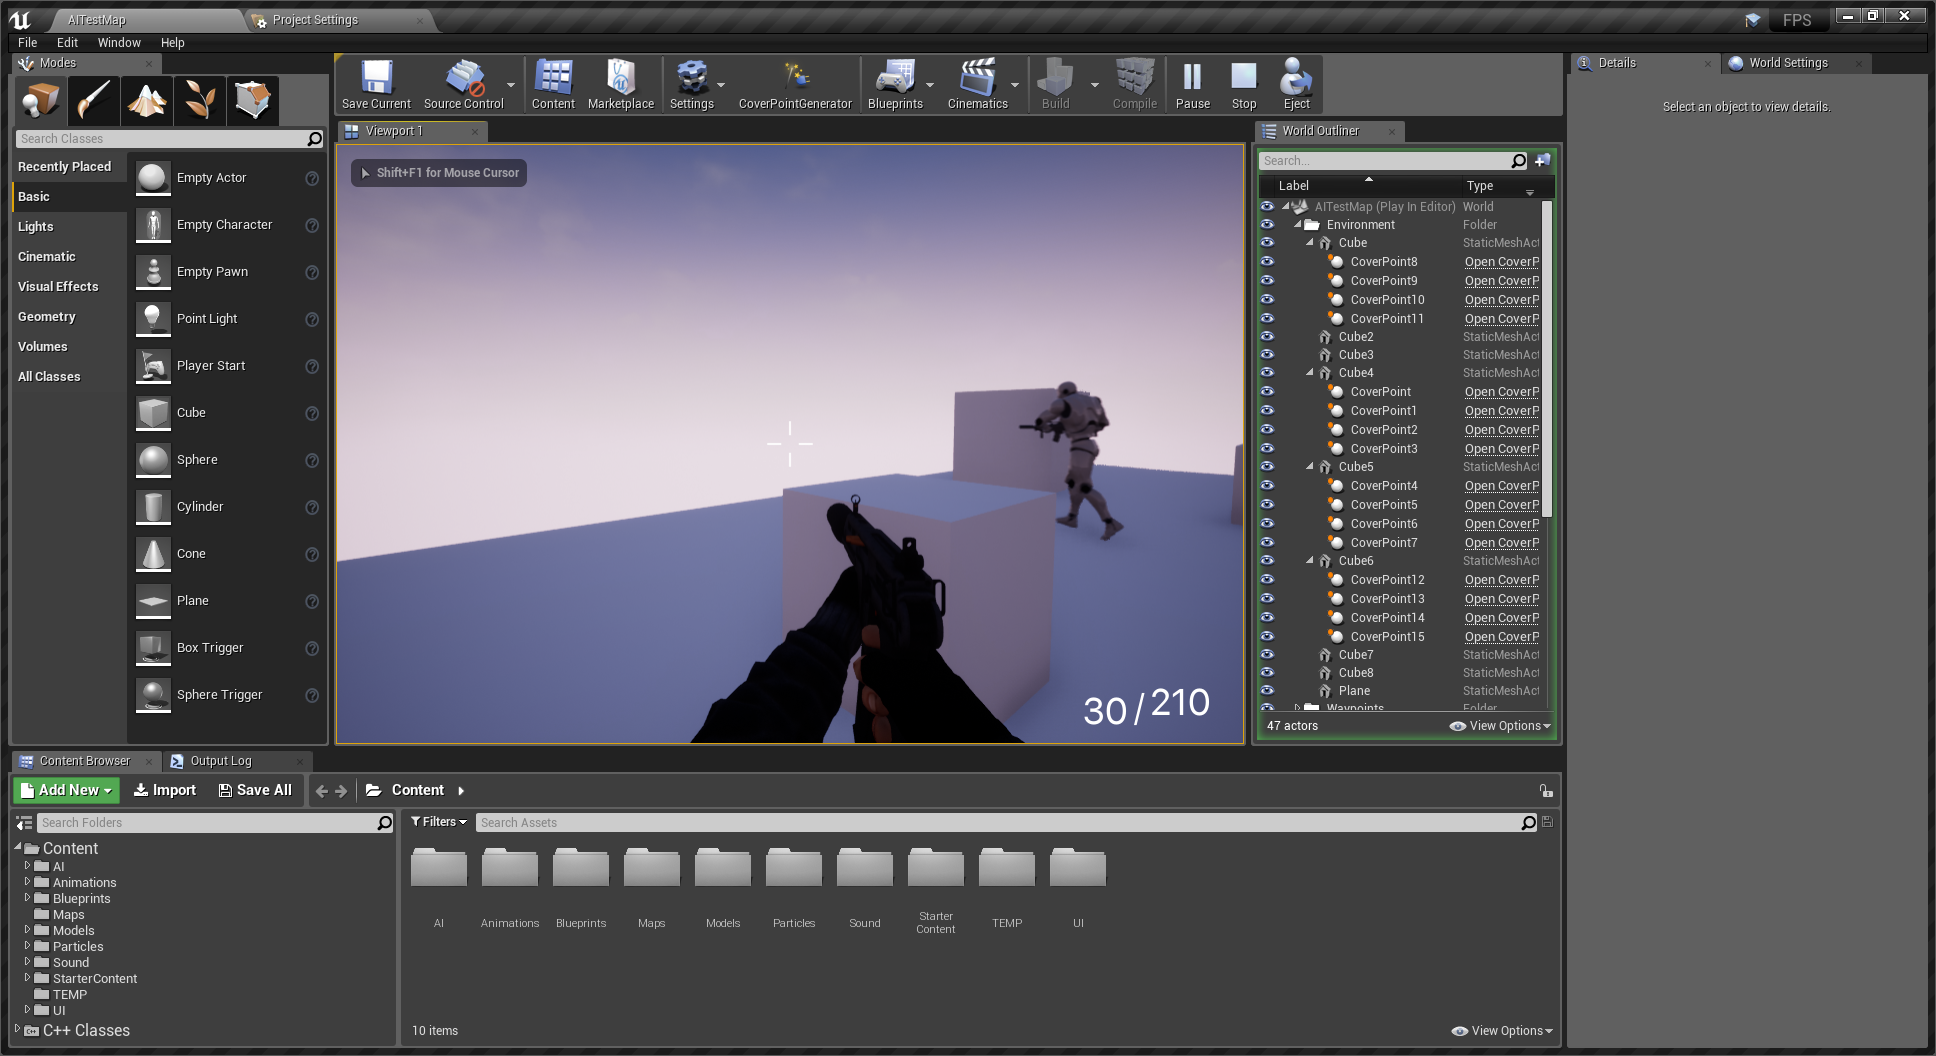 AITestMap
Project Settings
FPS
File Edit Window Help
Modes
Search Classes
Recently Placed
Basic
Lights
Cinematic
Visual Effects
Geometry
Volumes
All Classes
Empty Actor
Empty Character
Empty Pawn
Point Light
Player Start
Cube
Sphere
Cylinder
Cone
Plane
Box Trigger
Sphere Trigger
Save Current
Source Control
Content
Marketplace
Settings
CoverPointGenerator
Blueprints
Cinematics
Build
Compile
Pause
Stop
Eject
Viewport 1
Shift+F1 for Mouse Cursor
30/210
World Outliner
Search...
Label Type
AITestMap (Play In Editor) World
Environment Folder
Cube StaticMeshAct
CoverPoint8 Open CoverP
CoverPoint9 Open CoverP
CoverPoint10 Open CoverP
CoverPoint11 Open CoverP
Cube2 StaticMeshAct
Cube3 StaticMeshAct
Cube4 StaticMeshAct
CoverPoint Open CoverP
CoverPoint1 Open CoverP
CoverPoint2 Open CoverP
CoverPoint3 Open CoverP
Cube5 StaticMeshAct
CoverPoint4 Open CoverP
CoverPoint5 Open CoverP
CoverPoint6 Open CoverP
CoverPoint7 Open CoverP
Cube6 StaticMeshAct
CoverPoint12 Open CoverP
CoverPoint13 Open CoverP
CoverPoint14 Open CoverP
CoverPoint15 Open CoverP
Cube7 StaticMeshAct
Cube8 StaticMeshAct
Plane StaticMeshAct
Waypoints Folder
47 actors
View Options
Details
World Settings
Select an object to view details.
Content Browser
Output Log
Add New
Import
Save All
Content
Search Folders
Content
AI
Animations
Blueprints
Maps
Models
Particles
Sound
StarterContent
TEMP
UI
C++ Classes
Filters
Search Assets
AI
Animations
Blueprints
Maps
Models
Particles
Sound
Starter
Content
TEMP
UI
10 items
View Options